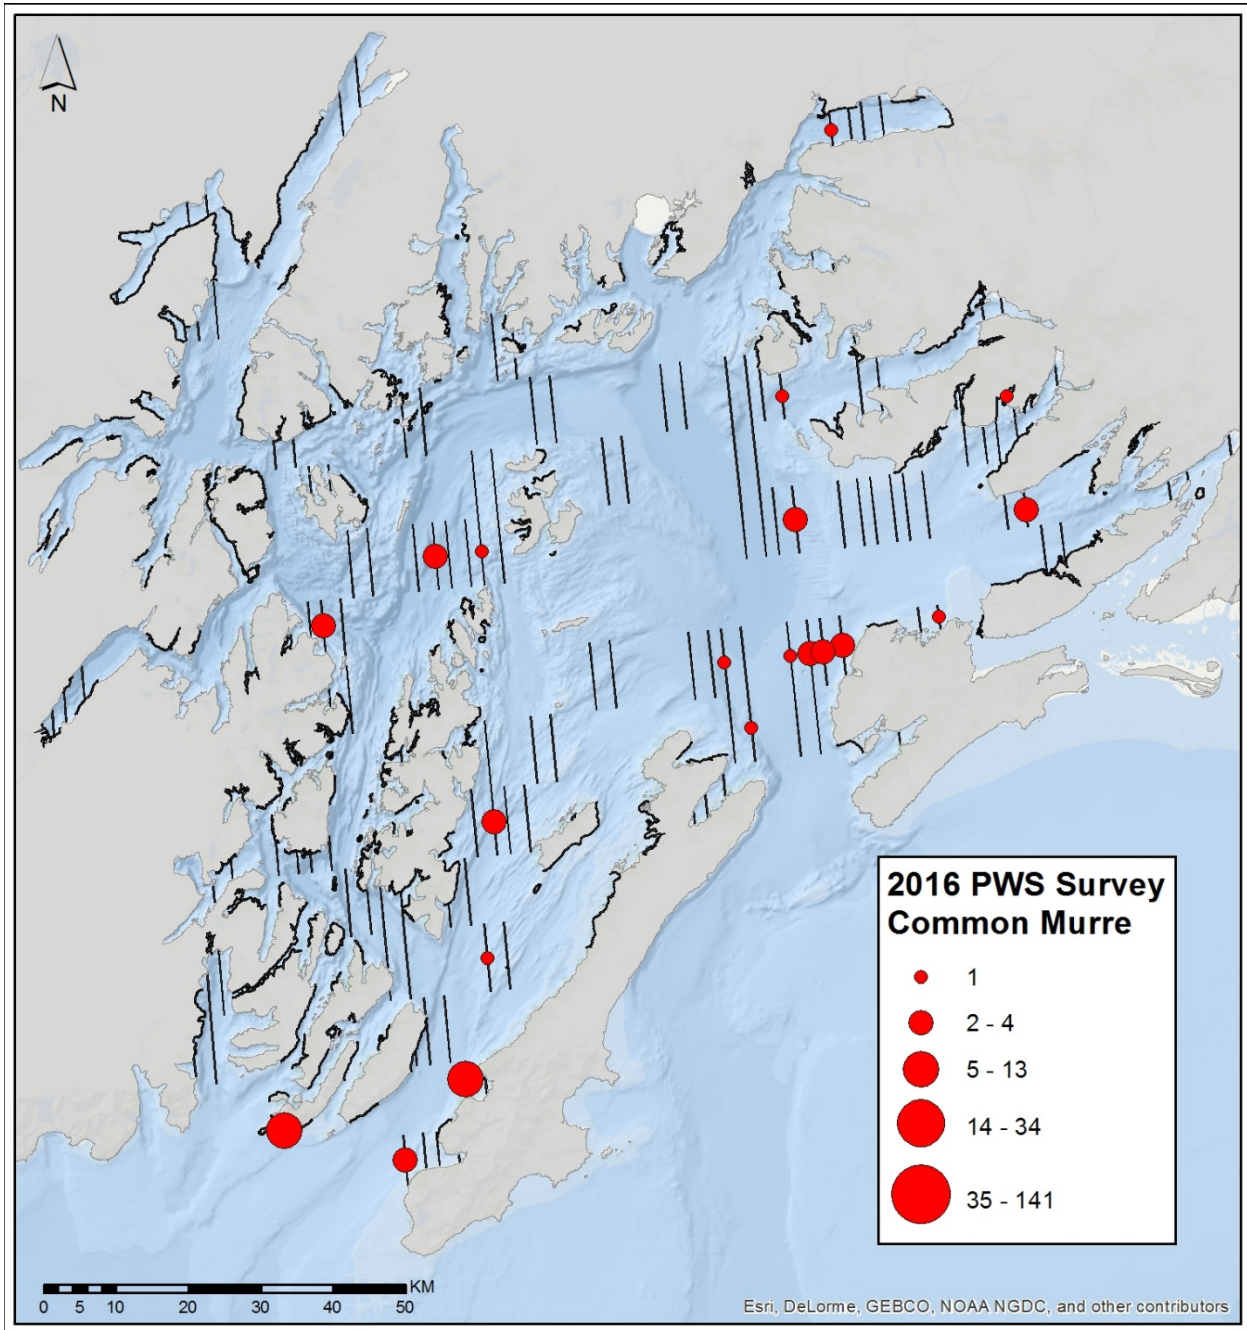 N
2016 PWS Survey
Common Murre
1
2 - 4
5 - 13
14 - 34
35 - 141
KM
0 5 10 20 30 40 50
Esri, DeLorme, GEBCO, NOAA NGDC, and other contributors